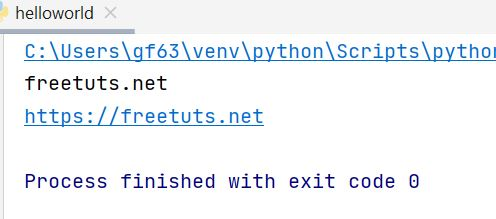 helloworld
C:\Users\gf63\venv\python\Scripts\python
freetuts.net
https://freetuts.net
Process finished with exit code 0